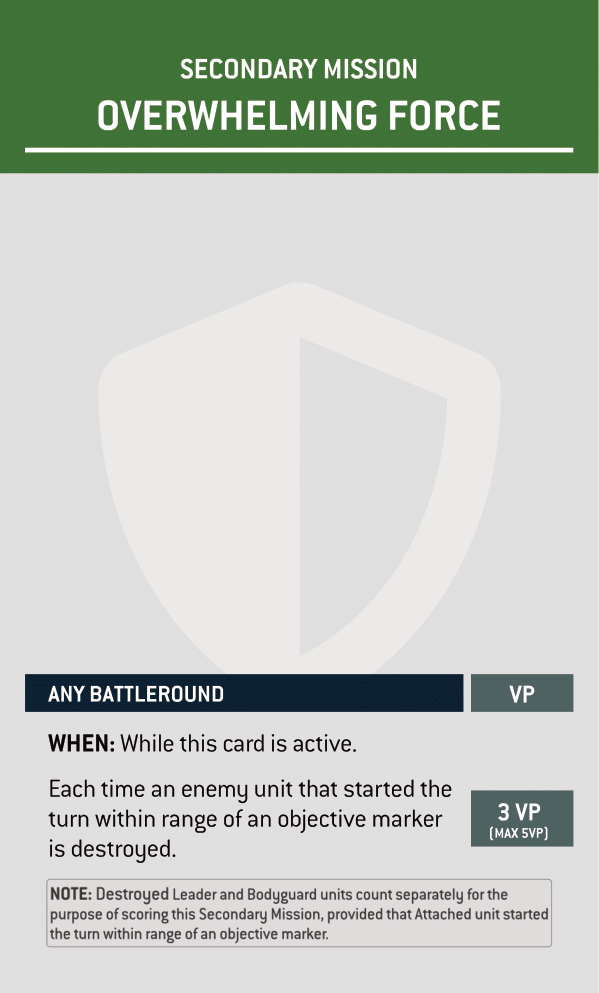 SECONDARY MISSION
OVERWHELMING FORCE
ANY BATTLEROUND
VP
WHEN: While this card is active.
Each time an enemy unit that started the
turn within range of an objective marker
is destroyed.
3 VP
(MAX 5VP)
NOTE: Destroyed Leader and Bodyguard units count separately for the
purpose of scoring this Secondary Mission, provided that Attached unit started
the turn within range of an objective marker.